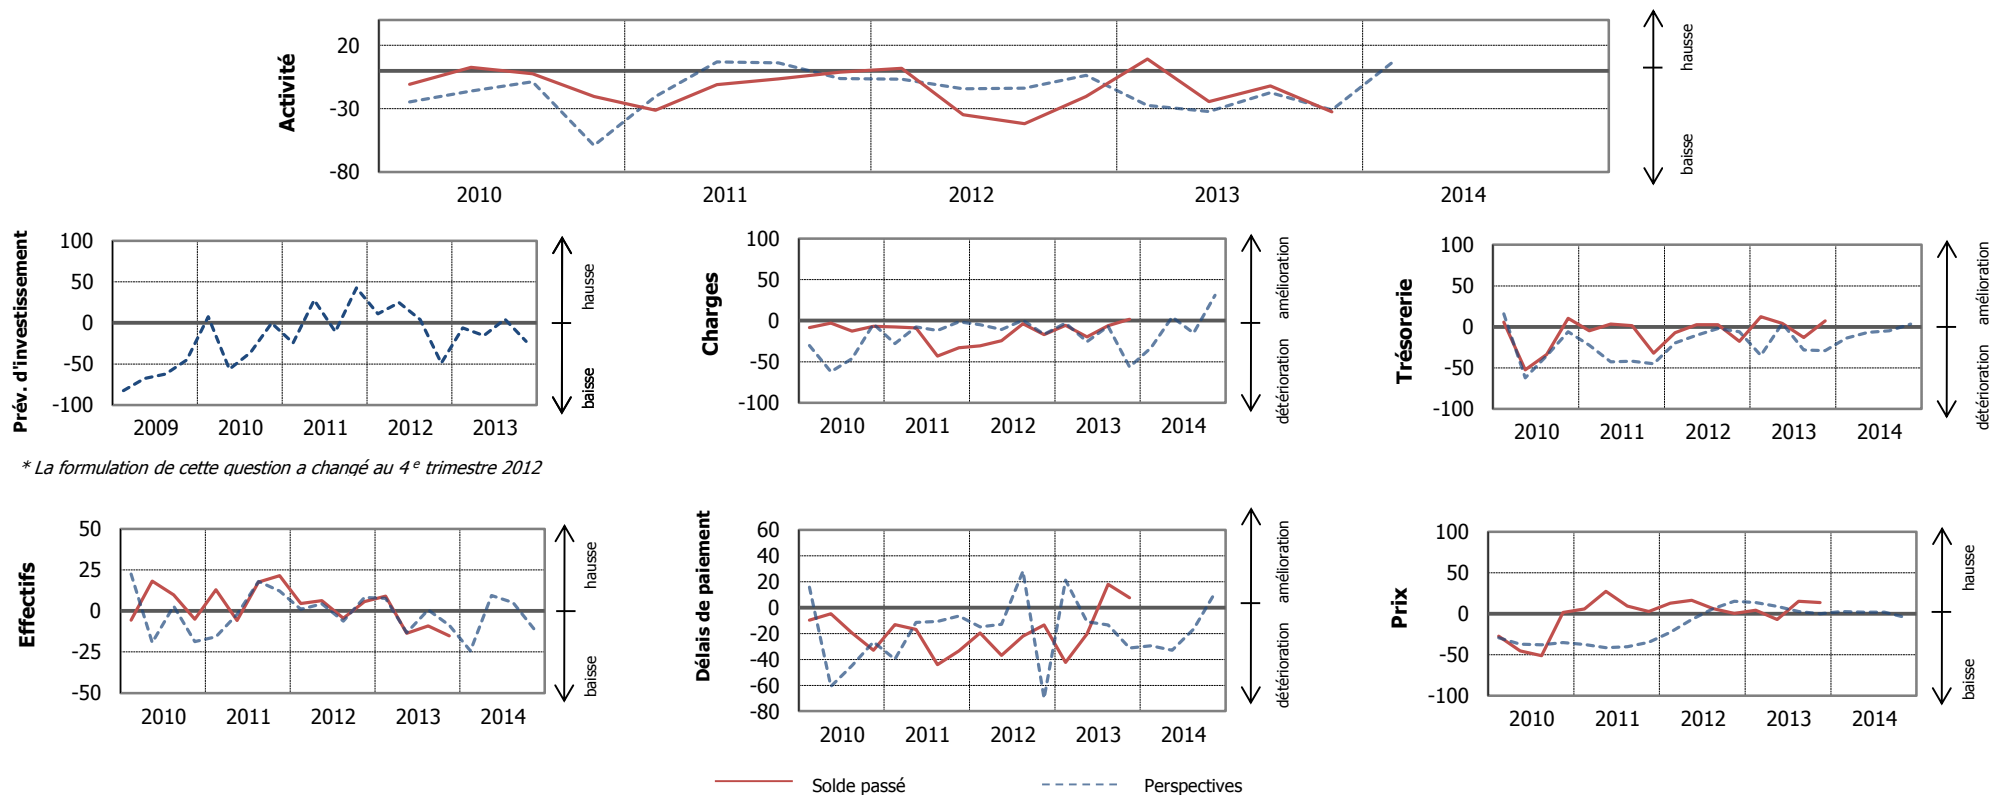 Activité
20
-30
-80
2010 2011 2012 2013 2014
hausse
baisse
Prév. d'investissement
100
50
0
-50
-100
2009 2010 2011 2012 2013
hausse
baisse
* La formulation de cette question a changé au 4e trimestre 2012
Charges
100
50
0
-50
-100
2010 2011 2012 2013 2014
amélioration
détérioration
Trésorerie
100
50
0
-50
-100
2010 2011 2012 2013 2014
amélioration
détérioration
Effectifs
50
25
0
-25
-50
2010 2011 2012 2013 2014
hausse
baisse
Délais de paiement
60
40
20
0
-20
-40
-60
-80
2010 2011 2012 2013 2014
amélioration
détérioration
Prix
100
50
0
-50
-100
2010 2011 2012 2013 2014
hausse
baisse
Solde passé
Perspectives